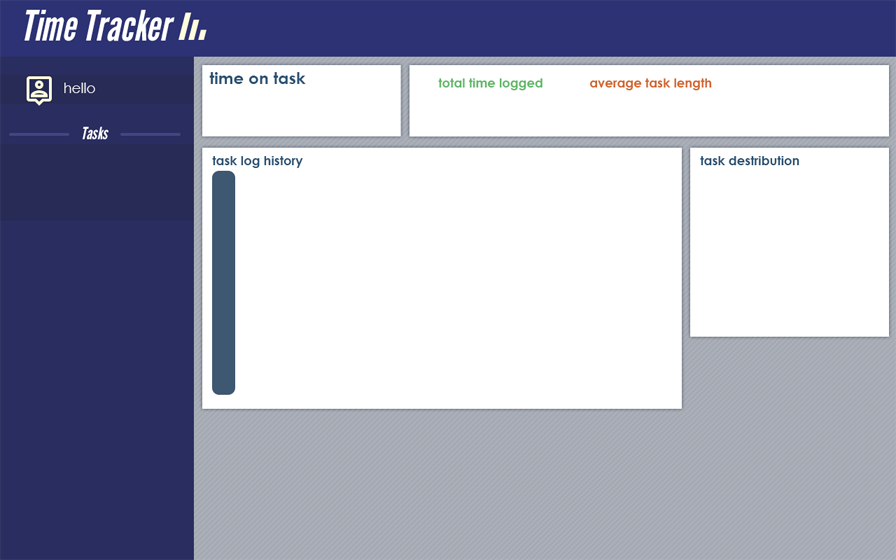 Time Tracker
hello
Tasks
time on task
total time logged
average task length
task log history
task destribution